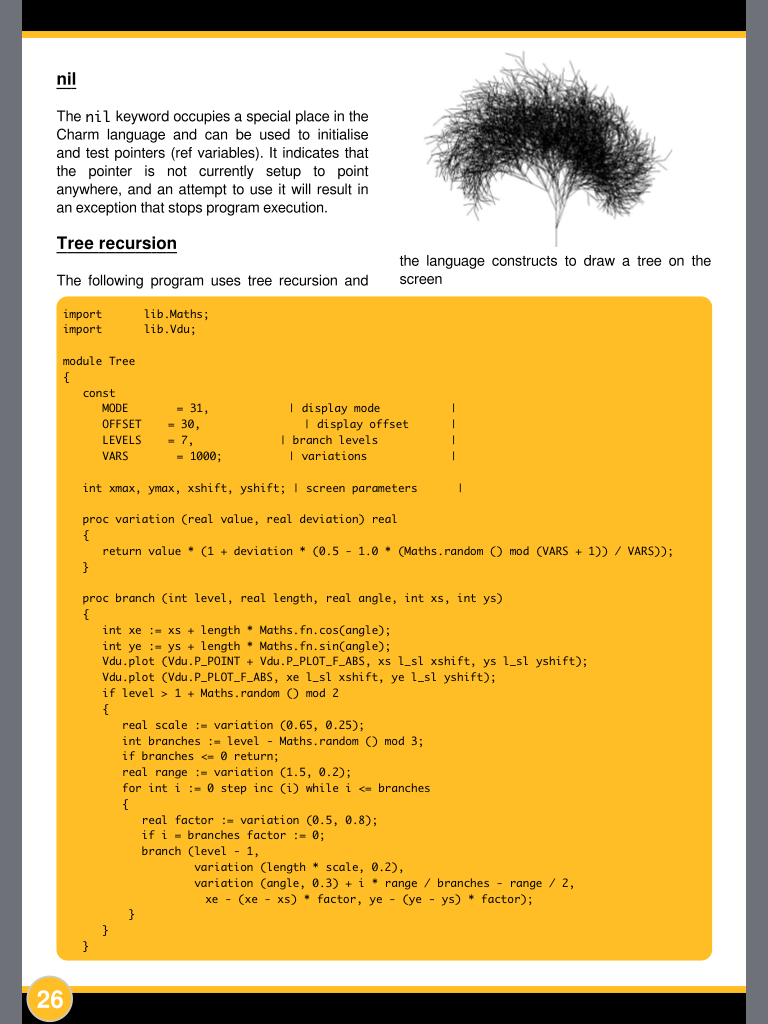 nil
The nil keyword occupies a special place in the
Charm language and can be used to initialise
and test pointers (ref variables). It indicates that
the pointer is not currently setup to point
anywhere, and an attempt to use it will result in
an exception that stops program execution.
Tree recursion
The following program uses tree recursion and
the language constructs to draw a tree on the
screen
import      lib.Maths;
import      lib.Vdu;
module Tree
{
   const
      MODE       = 31,            | display mode           |
      OFFSET    = 30,                | display offset      |
      LEVELS    = 7,             | branch levels           |
      VARS       = 1000;          | variations             |
   int xmax, ymax, xshift, yshift; | screen parameters      |
   proc variation (real value, real deviation) real
   {
      return value * (1 + deviation * (0.5 - 1.0 * (Maths.random () mod (VARS + 1)) / VARS));
   }
   proc branch (int level, real length, real angle, int xs, int ys)
   {
      int xe := xs + length * Maths.fn.cos(angle);
      int ye := ys + length * Maths.fn.sin(angle);
      Vdu.plot (Vdu.P_POINT + Vdu.P_PLOT_F_ABS, xs l_sl xshift, ys l_sl yshift);
      Vdu.plot (Vdu.P_PLOT_F_ABS, xe l_sl xshift, ye l_sl yshift);
      if level > 1 + Maths.random () mod 2
      {
         real scale := variation (0.65, 0.25);
         int branches := level - Maths.random () mod 3;
         if branches <= 0 return;
         real range := variation (1.5, 0.2);
         for int i := 0 step inc (i) while i <= branches
         {
            real factor := variation (0.5, 0.8);
            if i = branches factor := 0;
            branch (level - 1,
                    variation (length * scale, 0.2),
                    variation (angle, 0.3) + i * range / branches - range / 2,
                      xe - (xe - xs) * factor, ye - (ye - ys) * factor);
          }
      }
   }
26